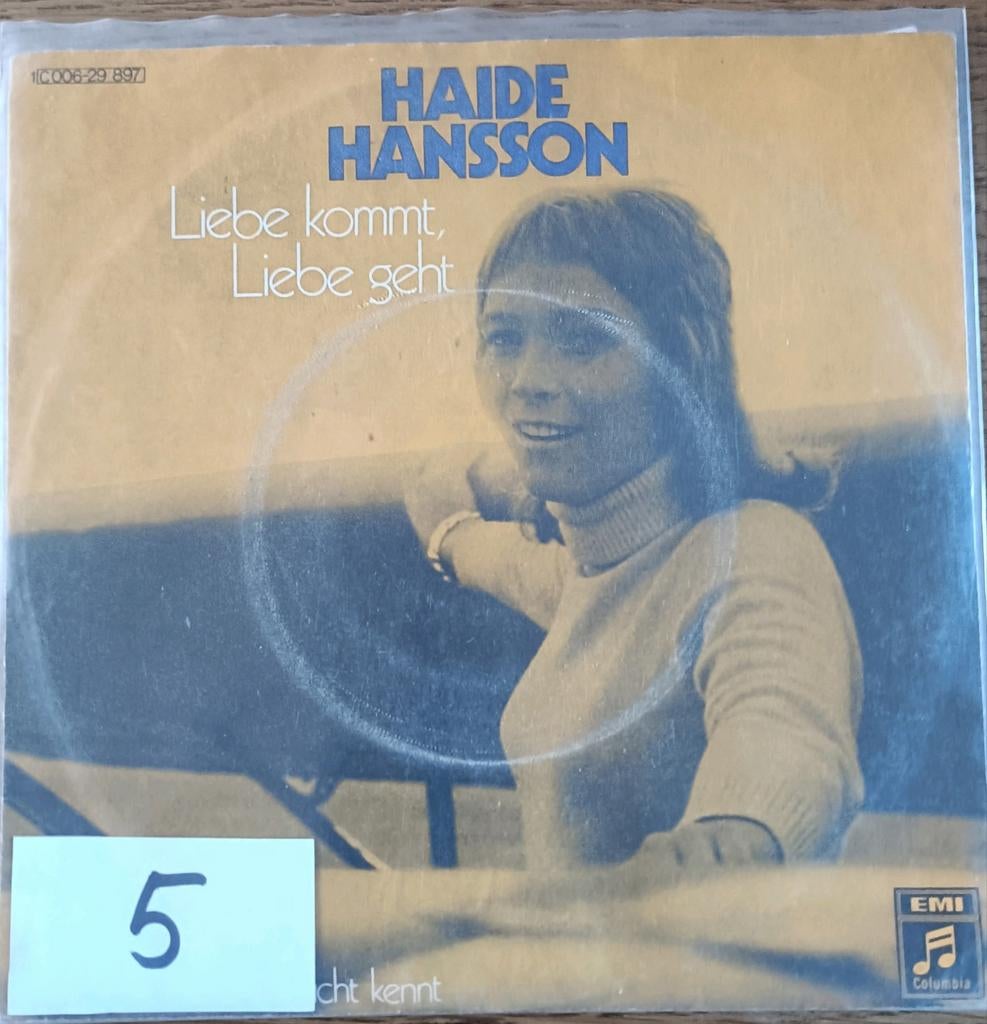 1C 006-29 897
HAIDE
HANSSON
Liebe kommt,
Liebe geht
5
cht kennt
EMI
Columbia